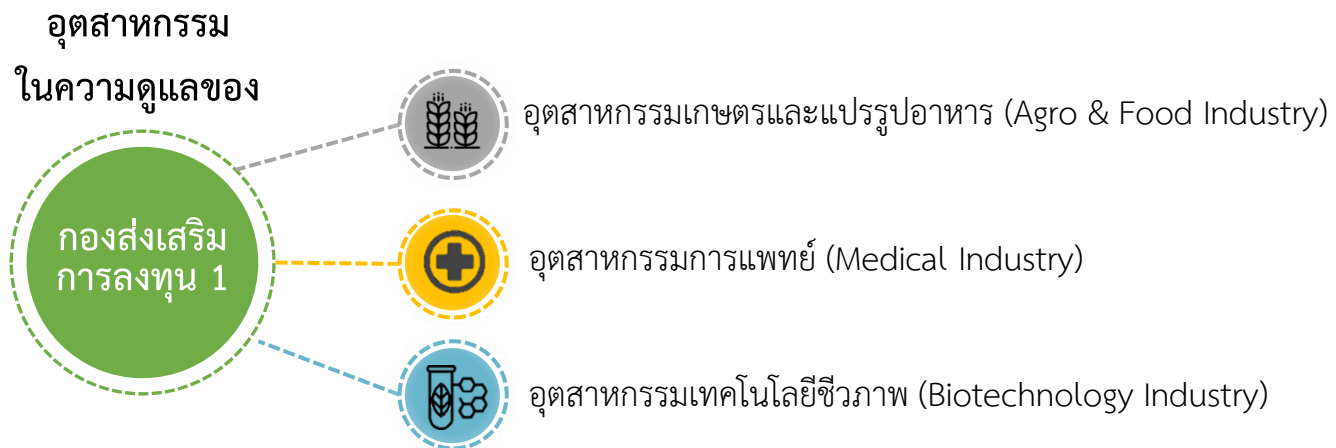 อุตสาหกรรม
ในความดูแลของ
กองส่งเสริม
การลงทุน 1
อุตสาหกรรมเกษตรและแปรรูปอาหาร (Agro & Food Industry)
อุตสาหกรรมการแพทย์ (Medical Industry)
อุตสาหกรรมเทคโนโลยีชีวภาพ (Biotechnology Industry)